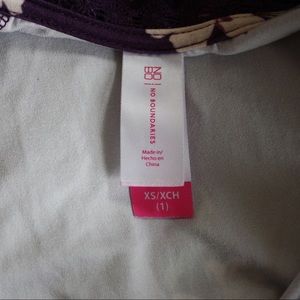 NO
BO
NO BOUNDARIES
Made in/
Hecho en
China
XS/XCH
(1)